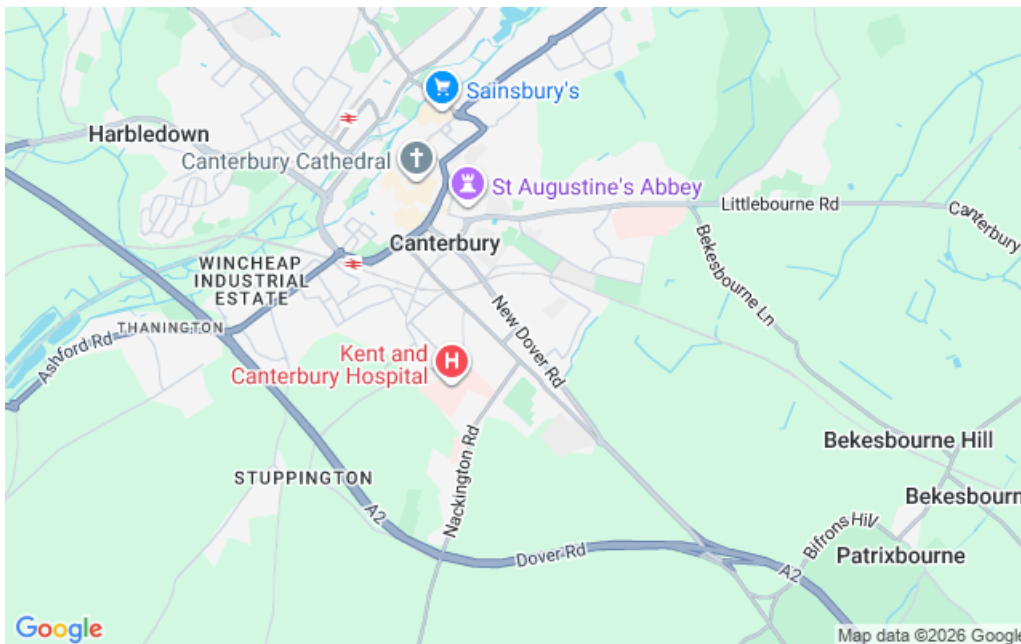 Sainsbury's
Harbledown
Canterbury Cathedral
St Augustine's Abbey
Littlebourne Rd
Canterbury
Canterbury
Bekesbourne Ln
WINCHEAP
INDUSTRIAL
ESTATE
THANINGTON
Ashford Rd
New Dover Rd
Kent and
Canterbury Hospital
H
Nackington Rd
Bekesbourne Hill
STUPPINGTON
Bekesbourn
A2
Bifrons Hill
Dover Rd
Patrixbourne
A2
Google
Map data ©2026 Google